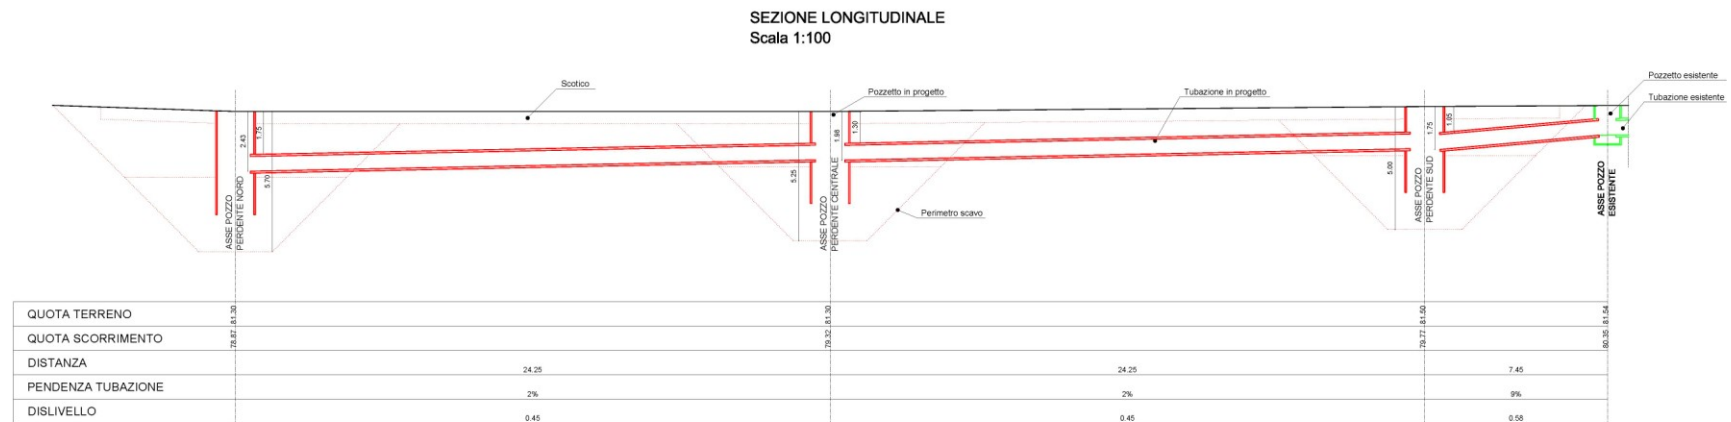 SEZIONE LONGITUDINALE
Scala 1:100
Scotico
Pozzetto in progetto
Tubazione in progetto
Pozzetto esistente
Tubazione esistente
2.43
1.75
5.70
ASSE POZZO
PERDENTE NORD
5.25
1.98
1.30
ASSE POZZO
PERDENTE CENTRALE
Perimetro scavo
5.00
1.75
1.05
ASSE POZZO
PERDENTE SUD
ASSE POZZO
ESISTENTE
QUOTA TERRENO 81.30 81.30 81.50 81.54
QUOTA SCORRIMENTO 78.87 79.32 79.77 80.35
DISTANZA 24.25 24.25 7.45
PENDENZA TUBAZIONE 2% 2% 9%
DISLIVELLO 0.45 0.45 0.58